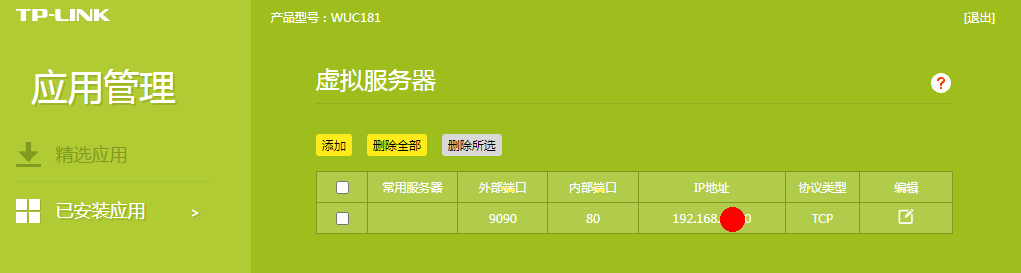 TP-LINK
产品型号：WUC181
[退出]
应用管理
精选应用
已安装应用 >
虚拟服务器
?
添加 删除全部 删除所选
常用服务器 外部端口 内部端口 IP地址 协议类型 编辑
9090 80 192.168. 0 TCP